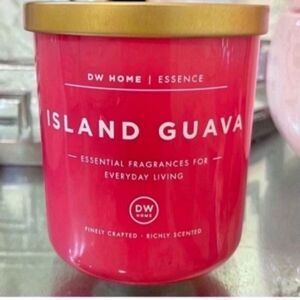 DW HOME | ESSENCE
ISLAND GUAVA
ESSENTIAL FRAGRANCES FOR
EVERYDAY LIVING
DW
HOME
FINELY CRAFTED · RICHLY SCENTED